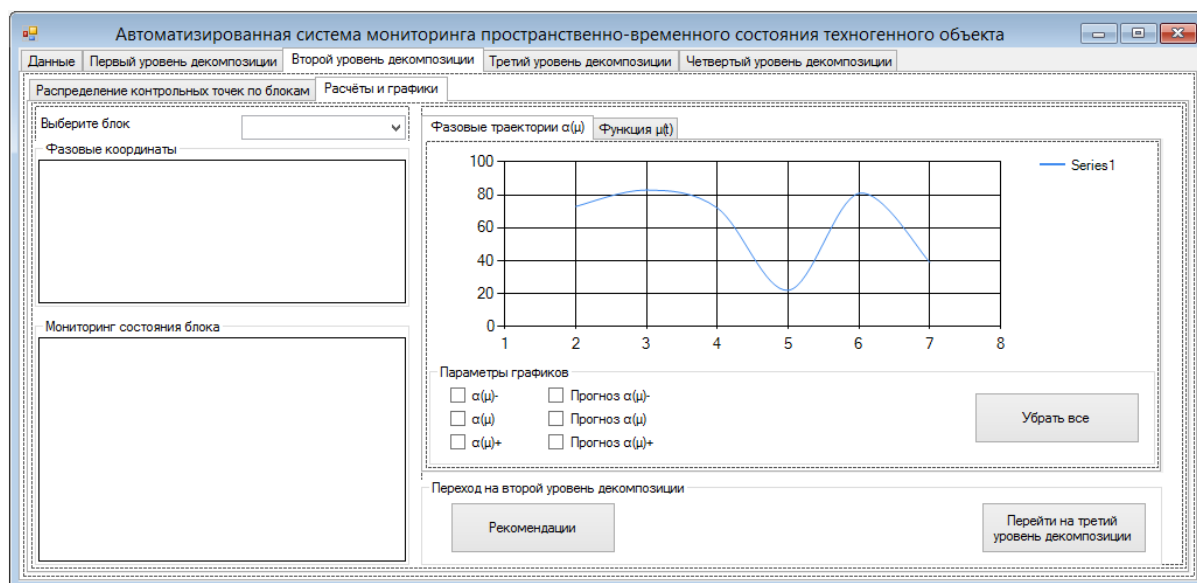 Автоматизированная система мониторинга пространственно-временного состояния техногенного объекта
Данные Первый уровень декомпозиции Второй уровень декомпозиции Третий уровень декомпозиции Четвертый уровень декомпозиции
Распределение контрольных точек по блокам Расчёты и графики
Выберите блок
Фазовые координаты
Мониторинг состояния блока
Фазовые траектории α(μ) Функция μ(t)
100
80
60
40
20
0
1 2 3 4 5 6 7 8
Series1
Параметры графиков
α(μ)- Прогноз α(μ)-
α(μ) Прогноз α(μ)
α(μ)+ Прогноз α(μ)+
Убрать все
Переход на второй уровень декомпозиции
Рекомендации
Перейти на третий
уровень декомпозиции